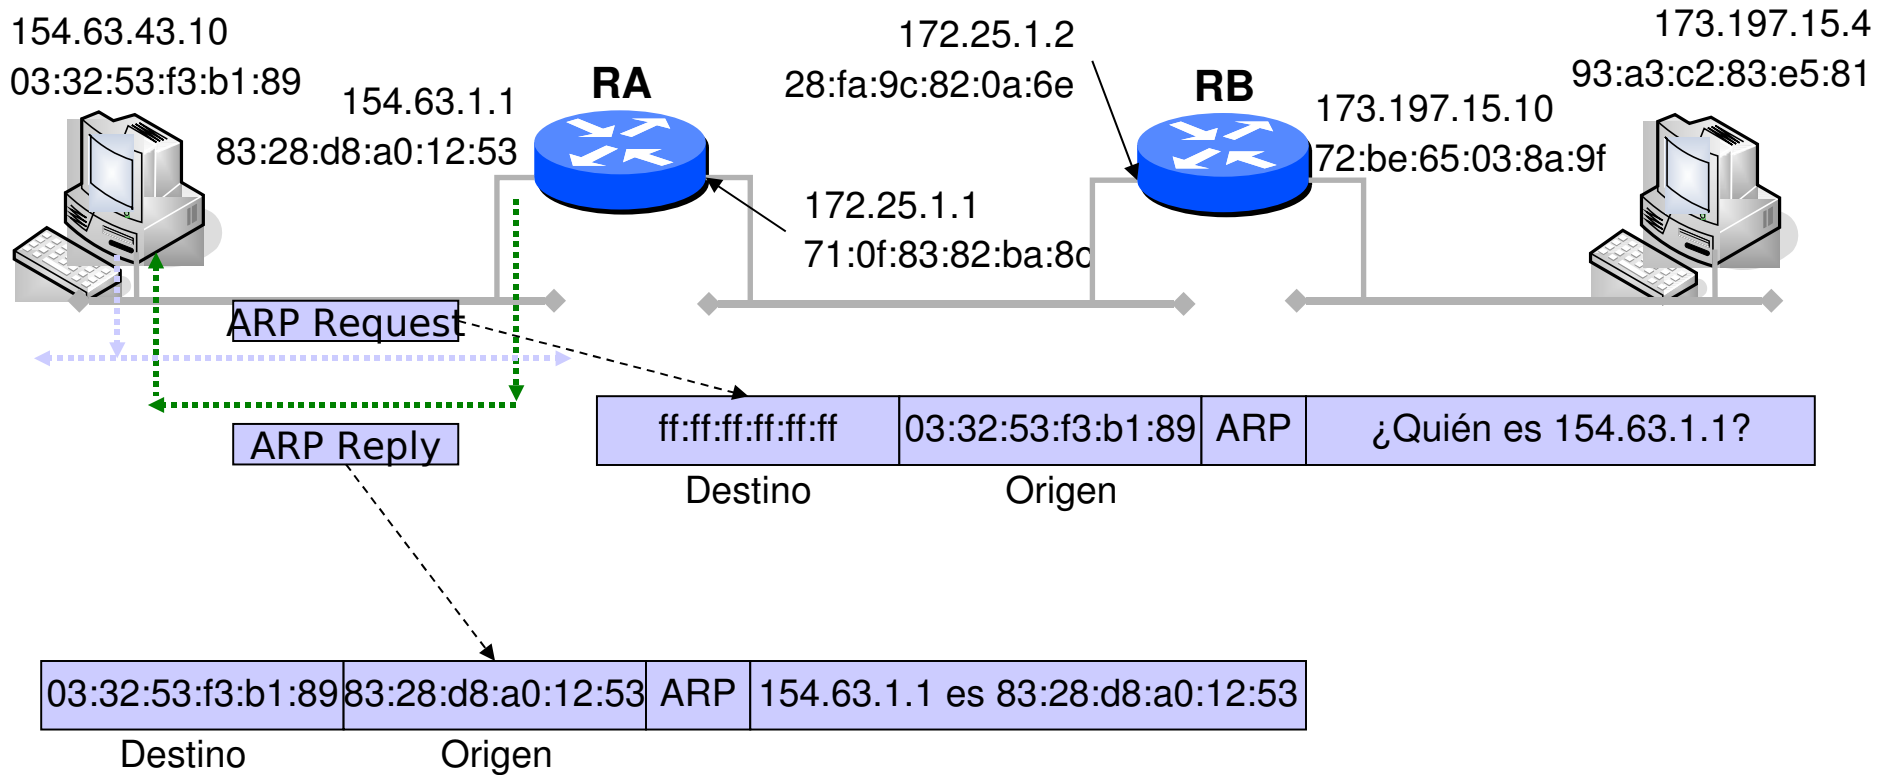 154.63.43.10
03:32:53:f3:b1:89
154.63.1.1
83:28:d8:a0:12:53
RA
172.25.1.2
28:fa:9c:82:0a:6e
172.25.1.1
71:0f:83:82:ba:8c
RB
173.197.15.10
72:be:65:03:8a:9f
173.197.15.4
93:a3:c2:83:e5:81
ARP Request
ff:ff:ff:ff:ff:ff 03:32:53:f3:b1:89 ARP ¿Quién es 154.63.1.1?
Destino Origen
ARP Reply
03:32:53:f3:b1:89 83:28:d8:a0:12:53 ARP 154.63.1.1 es 83:28:d8:a0:12:53
Destino Origen